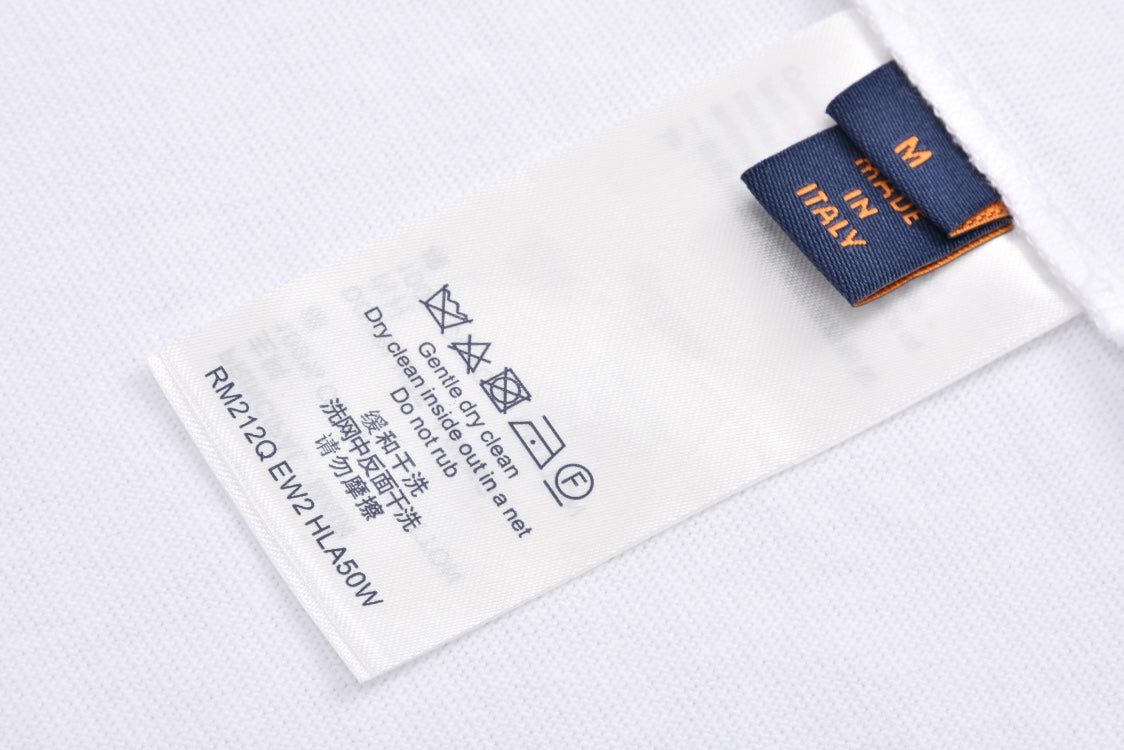 M
MADE
IN
ITALY
F
Gentle dry clean
Dry clean inside out in a net
Do not rub
缓和干洗
洗网中反面干洗
请勿摩擦
RM212Q EW2 HLA50W